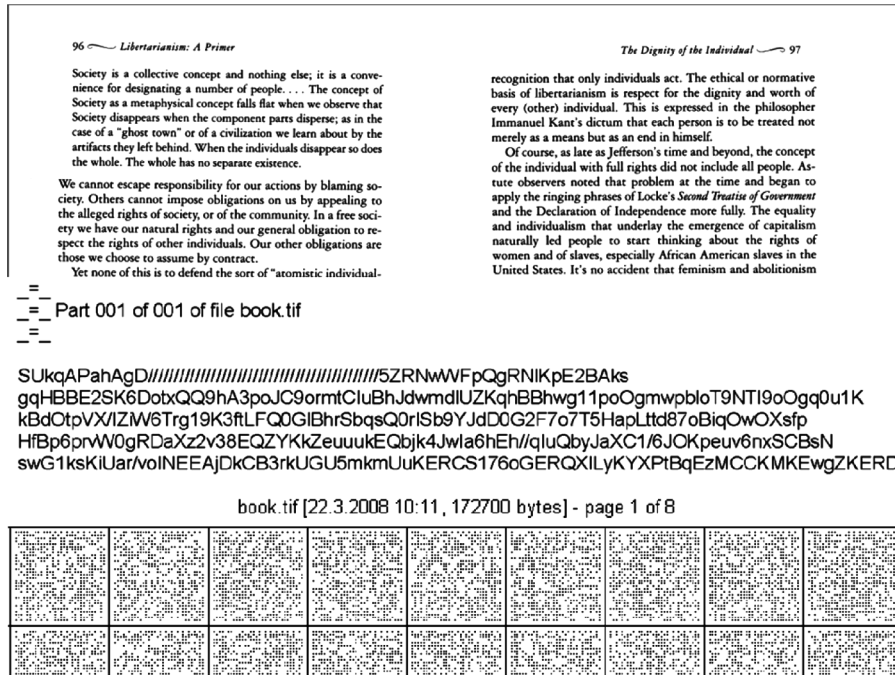 96 Libertarianism: A Primer
Society is a collective concept and nothing else; it is a conve-
nience for designating a number of people. . . . The concept of
Society as a metaphysical concept falls flat when we observe that
Society disappears when the component parts disperse; as in the
case of a “ghost town” or of a civilization we learn about by the
artifacts they left behind. When the individuals disappear so does
the whole. The whole has no separate existence.
We cannot escape responsibility for our actions by blaming so-
ciety. Others cannot impose obligations on us by appealing to
the alleged rights of society, or of the community. In a free soci-
ety we have our natural rights and our general obligation to re-
spect the rights of other individuals. Our other obligations are
those we choose to assume by contract.
Yet none of this is to defend the sort of “atomistic individual-
The Dignity of the Individual 97
recognition that only individuals act. The ethical or normative
basis of libertarianism is respect for the dignity and worth of
every (other) individual. This is expressed in the philosopher
Immanuel Kant’s dictum that each person is to be treated not
merely as a means but as an end in himself.
Of course, as late as Jefferson’s time and beyond, the concept
of the individual with full rights did not include all people. As-
tute observers noted that problem at the time and began to
apply the ringing phrases of Locke’s Second Treatise of Government
and the Declaration of Independence more fully. The equality
and individualism that underlay the emergence of capitalism
naturally led people to start thinking about the rights of
women and of slaves, especially African American slaves in the
United States. It’s no accident that feminism and abolitionism
_=_
_=_ Part 001 of 001 of file book.tif
_=_
book.tif [22.3.2008 10:11, 172700 bytes] - page 1 of 8